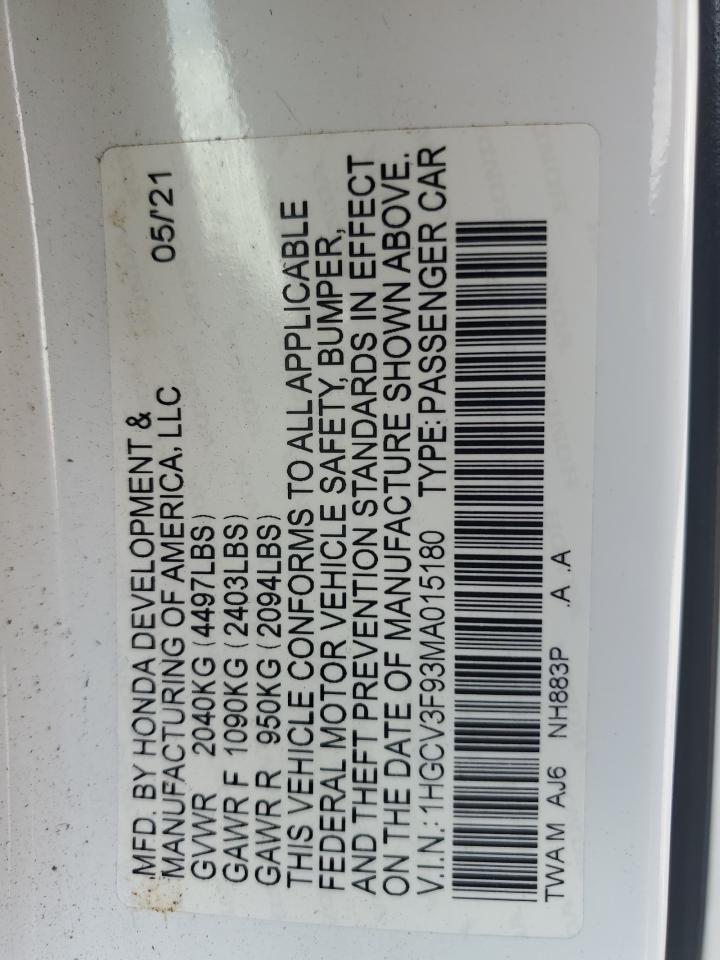 MFD. BY HONDA DEVELOPMENT &
MANUFACTURING OF AMERICA, LLC 05/'21
GVWR 2040KG (4497LBS)
GAWR F 1090KG (2403LBS)
GAWR R 950KG (2094LBS)
THIS VEHICLE CONFORMS TO ALL APPLICABLE
FEDERAL MOTOR VEHICLE SAFETY, BUMPER,
AND THEFT PREVENTION STANDARDS IN EFFECT
ON THE DATE OF MANUFACTURE SHOWN ABOVE.
V.I.N.: 1HGCV3F93MA015180 TYPE: PASSENGER CAR
TWA M AJ6 NH883P .A .A